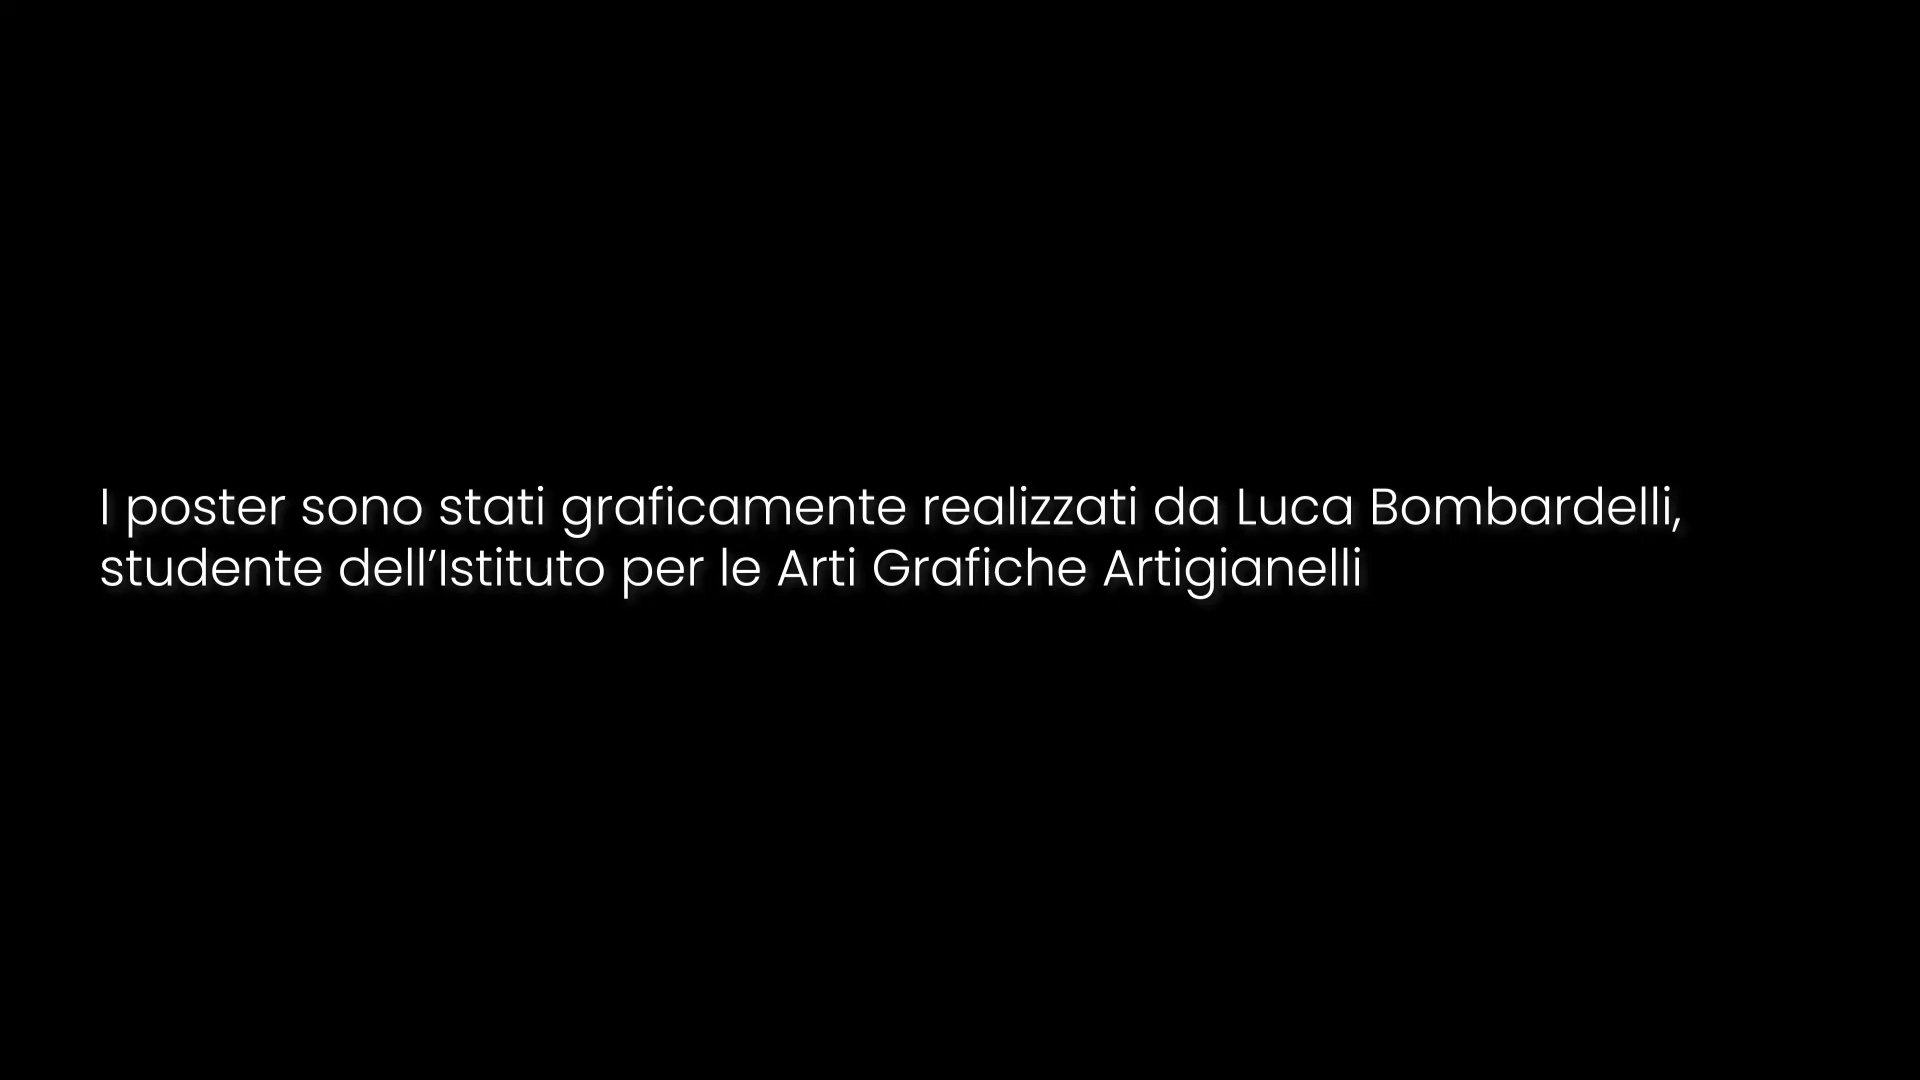 I poster sono stati graficamente realizzati da Luca Bombardelli,
studente dell’Istituto per le Arti Grafiche Artigianelli